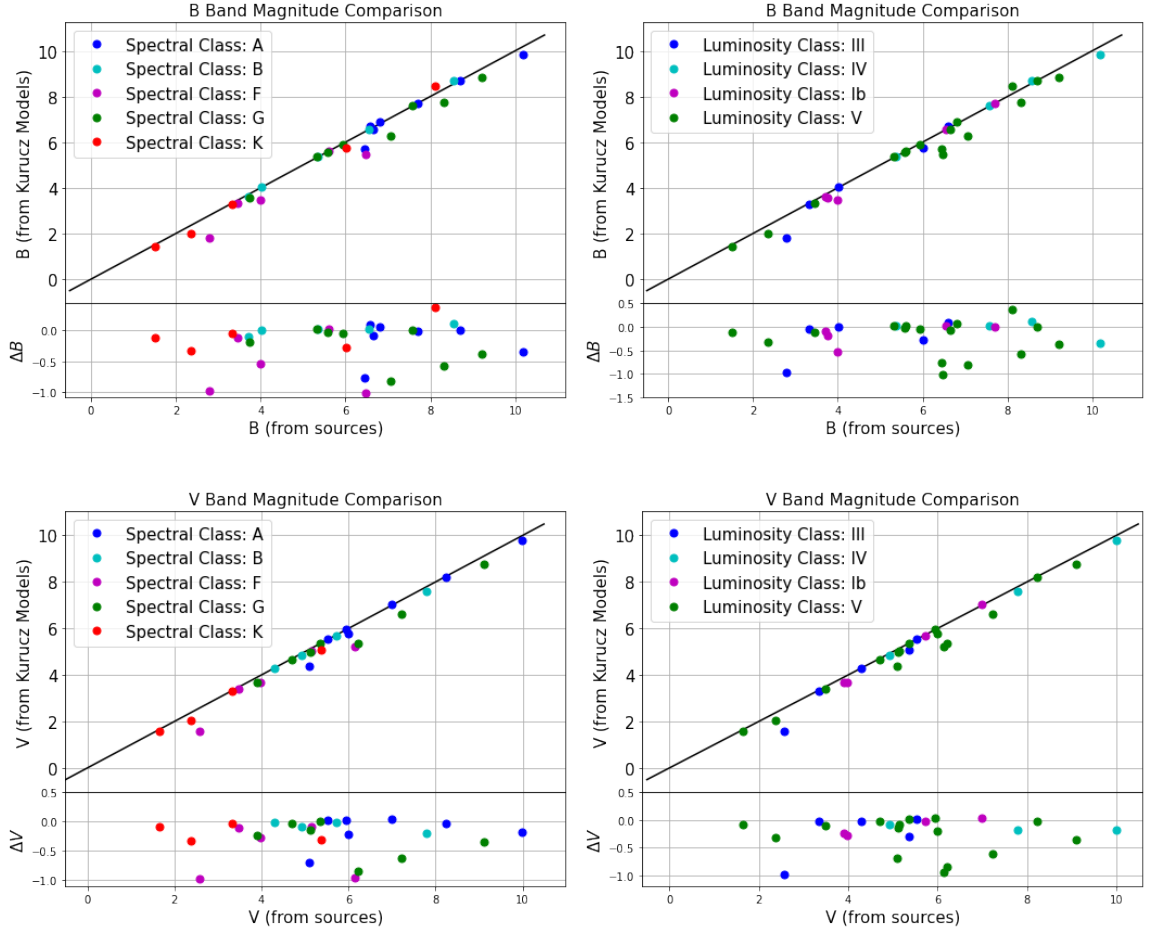 B Band Magnitude Comparison
Spectral Class: A
Spectral Class: B
Spectral Class: F
Spectral Class: G
Spectral Class: K
B (from Kurucz Models)
10
8
6
4
2
0
ΔB
0.0
−0.5
−1.0
0 2 4 6 8 10
B (from sources)
B Band Magnitude Comparison
Luminosity Class: III
Luminosity Class: IV
Luminosity Class: Ib
Luminosity Class: V
B (from Kurucz Models)
10
8
6
4
2
0
ΔB
0.5
0.0
−0.5
−1.0
−1.5
0 2 4 6 8 10
B (from sources)
V Band Magnitude Comparison
Spectral Class: A
Spectral Class: B
Spectral Class: F
Spectral Class: G
Spectral Class: K
V (from Kurucz Models)
10
8
6
4
2
0
ΔV
0.5
0.0
−0.5
−1.0
0 2 4 6 8 10
V (from sources)
V Band Magnitude Comparison
Luminosity Class: III
Luminosity Class: IV
Luminosity Class: Ib
Luminosity Class: V
V (from Kurucz Models)
10
8
6
4
2
0
ΔV
0.5
0.0
−0.5
−1.0
0 2 4 6 8 10
V (from sources)